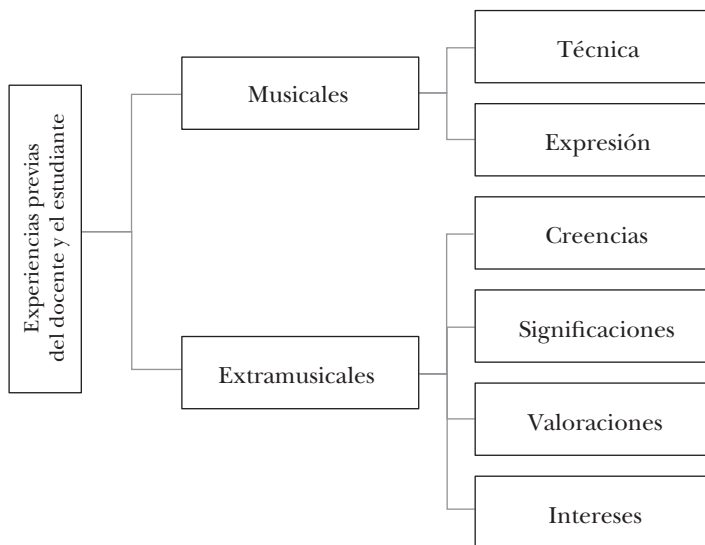 Experiencias previas
del docente y el estudiante
Musicales
Técnica
Expresión
Extramusicales
Creencias
Significaciones
Valoraciones
Intereses